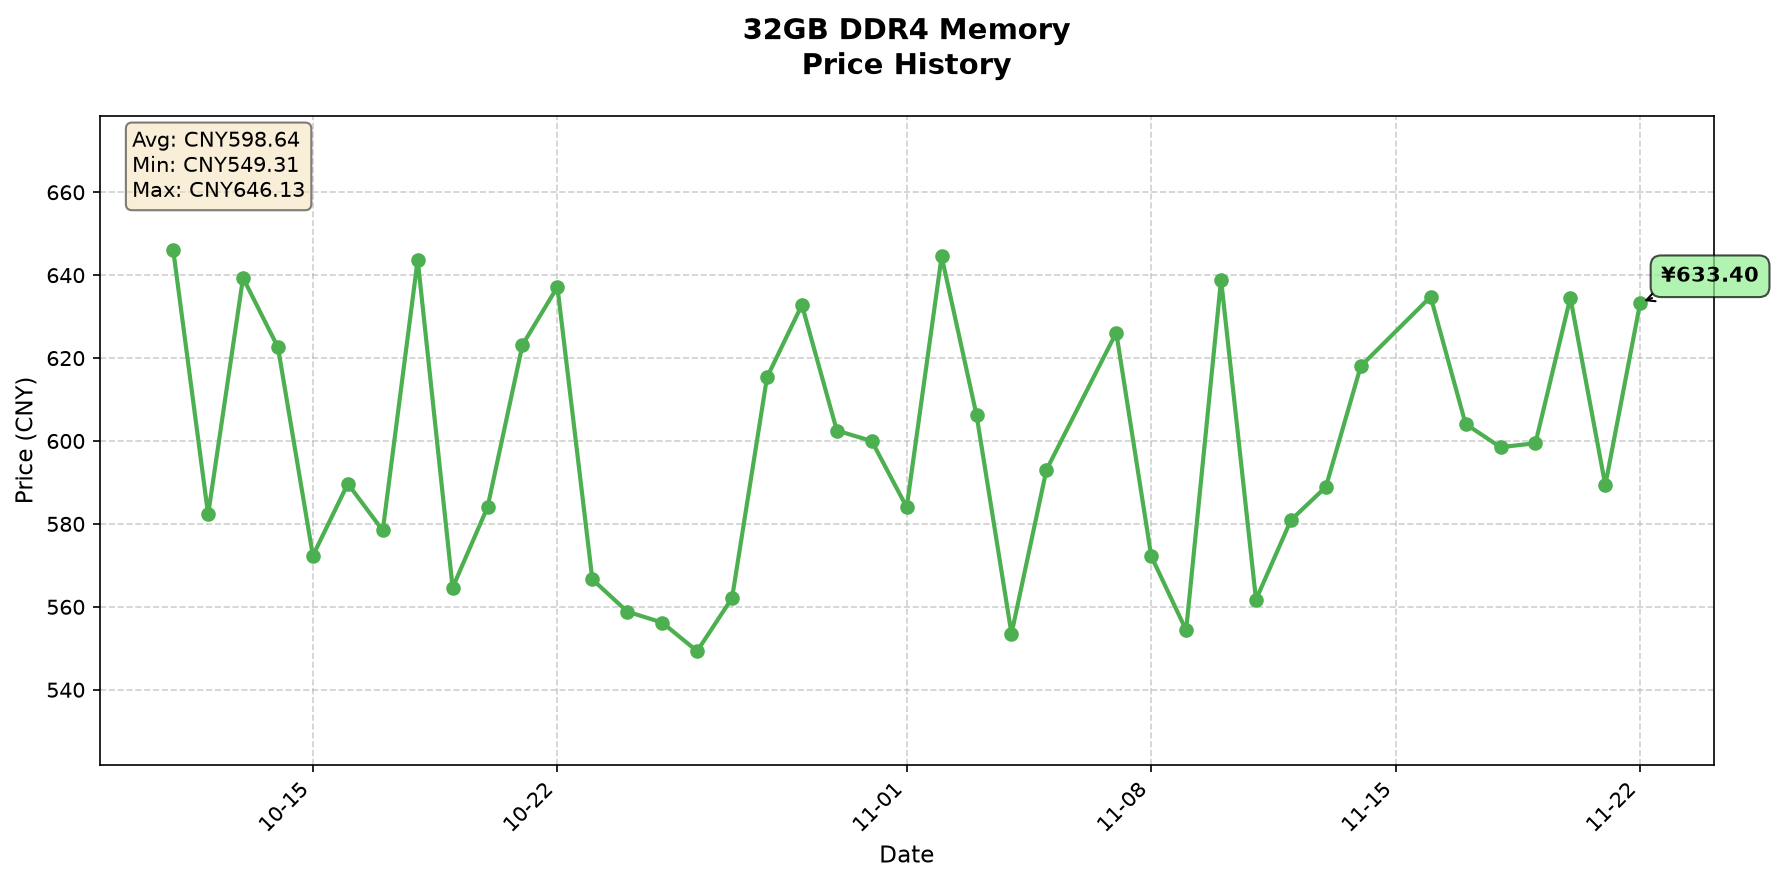 32GB DDR4 Memory
Price History
Avg: CNY598.64
Min: CNY549.31
Max: CNY646.13
¥633.40
Price (CNY)
660
640
620
600
580
560
540
10-15
10-22
11-01
11-08
11-15
11-22
Date